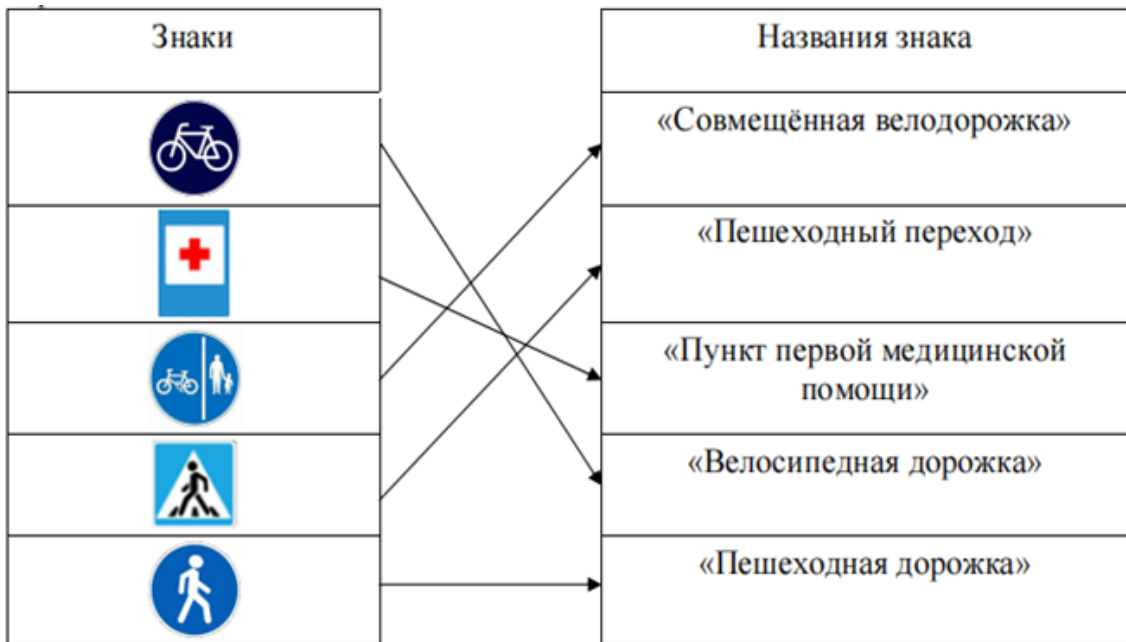 Знаки
Названия знака
«Совмещённая велодорожка»
«Пешеходный переход»
«Пункт первой медицинской
помощи»
«Велосипедная дорожка»
«Пешеходная дорожка»